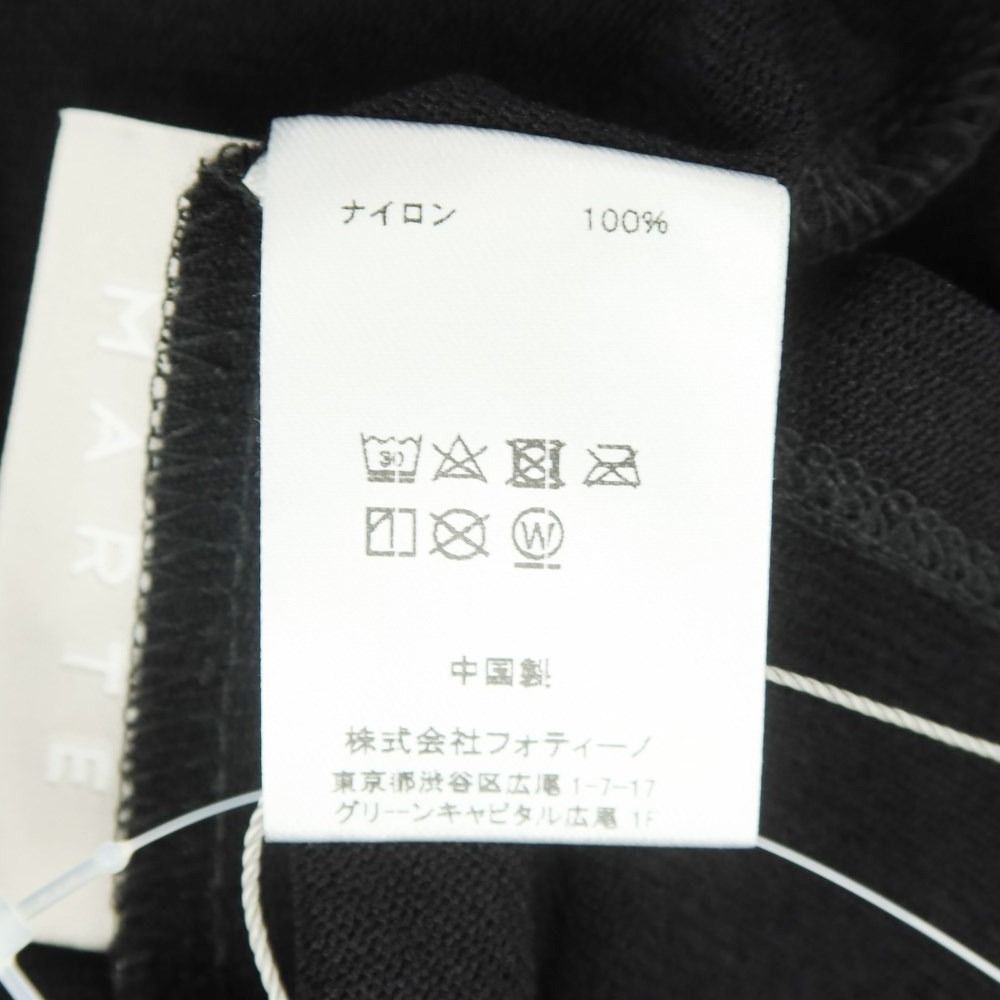 MARTE
ナイロン 100%
30
W
中国製
株式会社フォティーノ
東京都渋谷区広尾 1-7-17
グリーンキャピタル広尾 1F